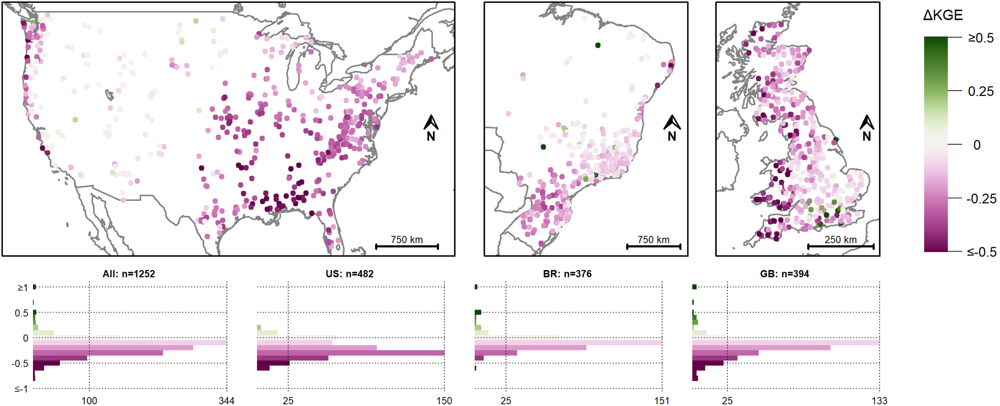 ΔKGE
≥0.5
0.25
0
-0.25
≤-0.5
N
N
N
750 km
750 km
250 km
All: n=1252
US: n=482
BR: n=376
GB: n=394
≥1
0.5
0
-0.5
≤-1
100
344
25
150
25
151
25
133